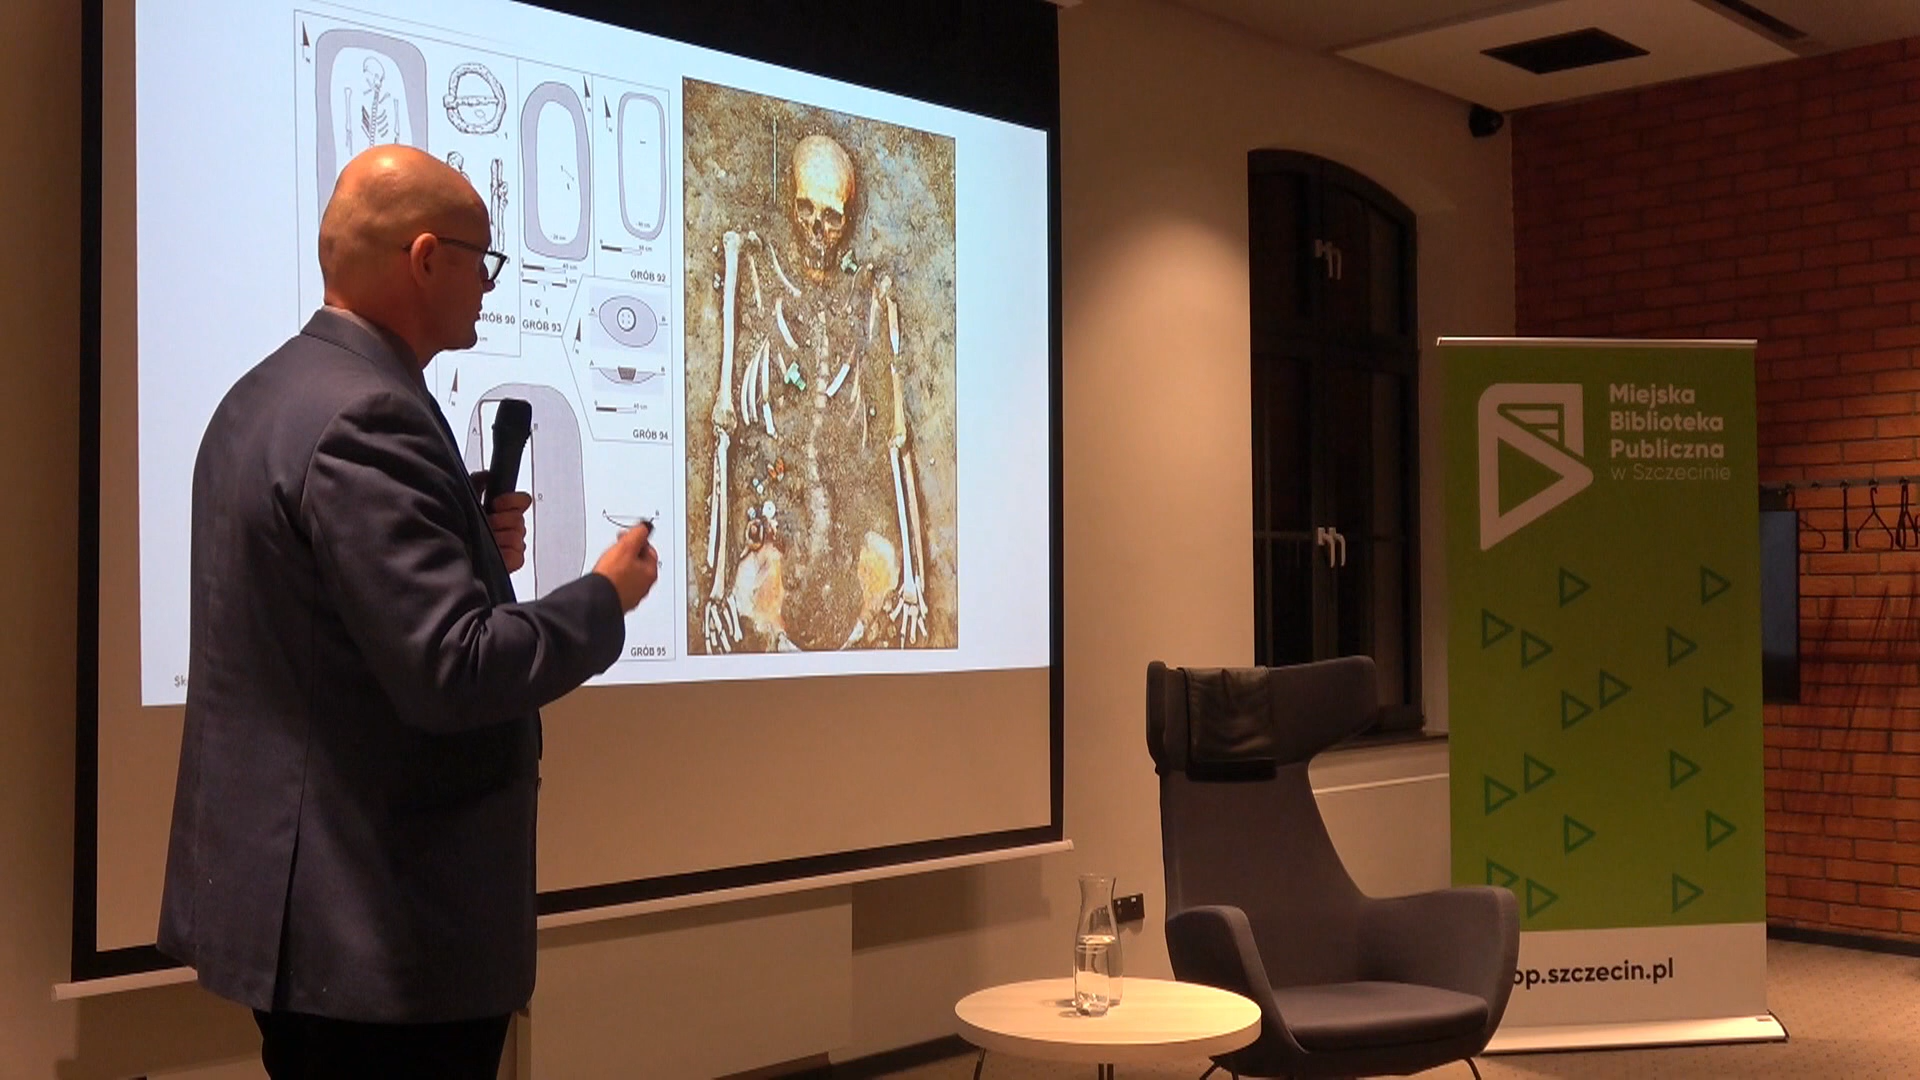 GRÓB 92
GRÓB 90
GRÓB 93
GRÓB 94
GRÓB 95
Miejska
Biblioteka
Publiczna
w Szczecinie
op.szczecin.pl